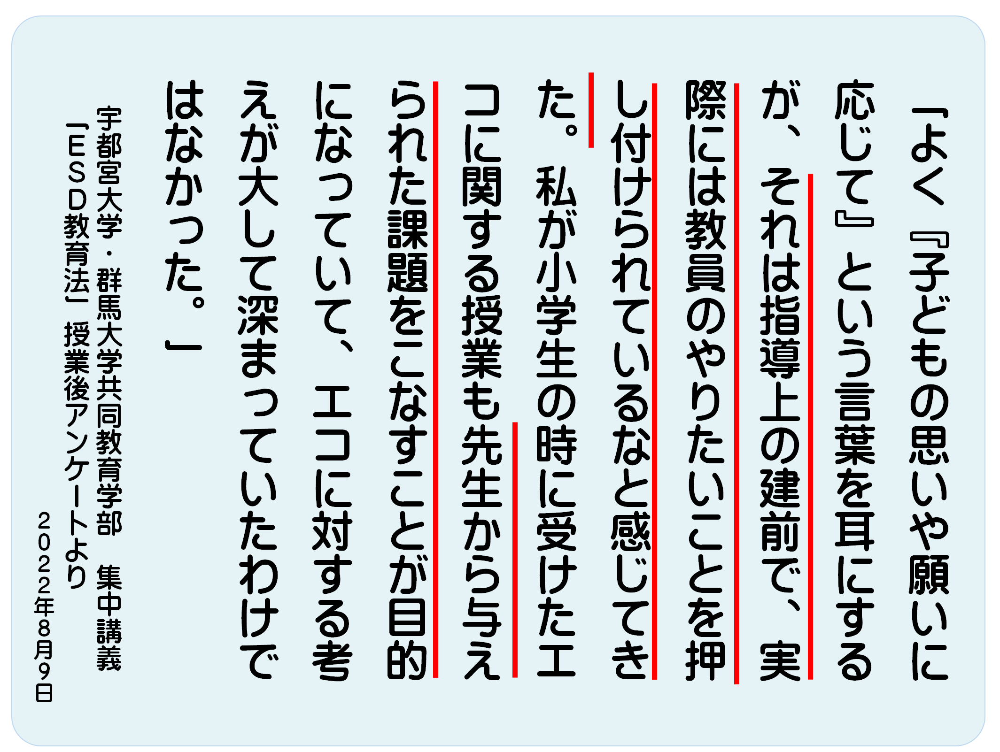 「よく『子どもの思いや願いに
応じて』という言葉を耳にする
が、それは指導上の建前で、実
際には教員のやりたいことを押
し付けられているなと感じてき
た。私が小学生の時に受けたエ
コに関する授業も先生から与え
られた課題をこなすことが目的
になっていて、エコに対する考
えが大して深まっていたわけで
はなかった。」
宇都宮大学・群馬大学共同教育学部　集中講義
「ＥＳＤ教育法」授業後アンケートより
２０２２年８月９日